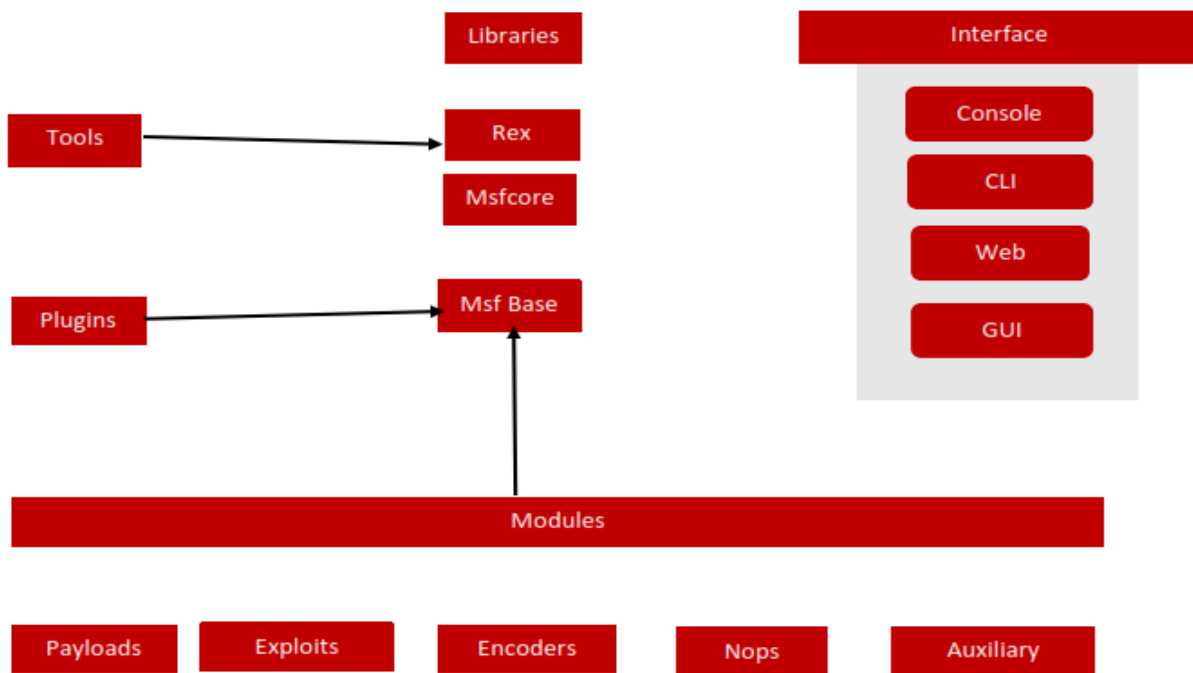 Libraries
Interface
Tools
Rex
Msfcore
Plugins
Msf Base
Console
CLI
Web
GUI
Modules
Payloads
Exploits
Encoders
Nops
Auxiliary